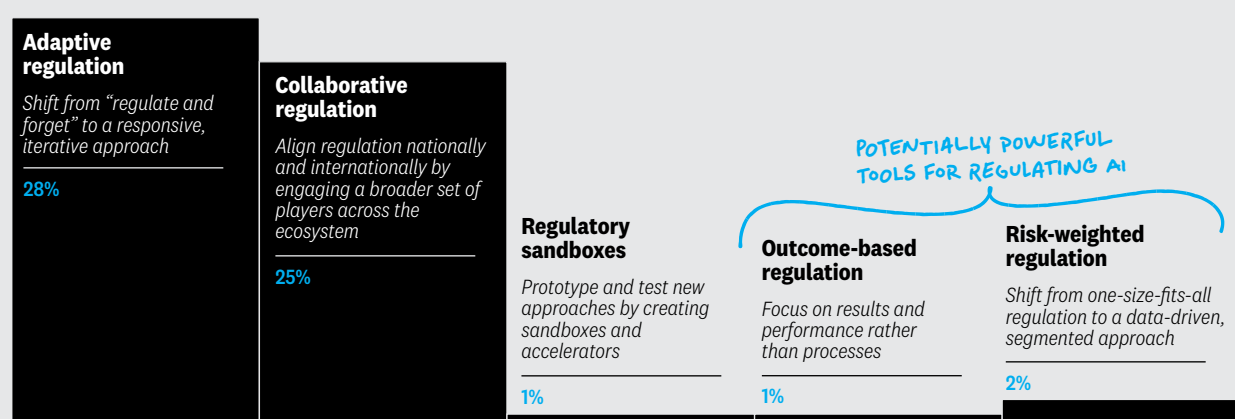 Adaptive
regulation
Shift from “regulate and
forget” to a responsive,
iterative approach
28%
Collaborative
regulation
Align regulation nationally
and internationally by
engaging a broader set of
players across the
ecosystem
25%
Regulatory
sandboxes
Prototype and test new
approaches by creating
sandboxes and
accelerators
1%
POTENTIALLY POWERFUL
TOOLS FOR REGULATING AI
Outcome-based
regulation
Focus on results and
performance rather
than processes
1%
Risk-weighted
regulation
Shift from one-size-fits-all
regulation to a data-driven,
segmented approach
2%